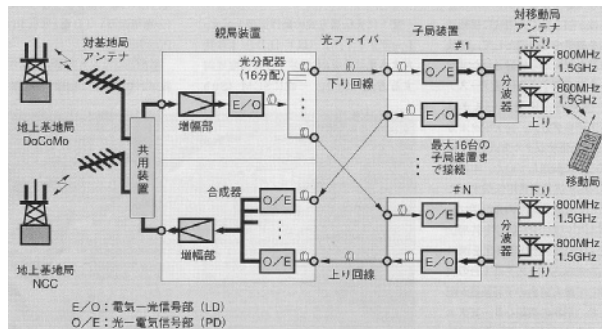 対基地局
アンテナ
親局装置
光ファイバ
子局装置
対移動局
アンテナ
下り
#1
光分配器
(16分配)
O/E
800MHz
1.5GHz
地上基地局
DoCoMo
増幅部
E/O
下り回線
E/O
分波器
800MHz
1.5GHz
上り
共用装置
最大16台の
子局装置まで
で接続
移動局
合成器
O/E
#N
下り
O/E
800MHz
1.5GHz
分波器
増幅部
O/E
上り回線
E/O
800MHz
1.5GHz
上り
地上基地局
NCC
E/O:電気ー光信号部(LD)
O/E:光ー電気信号部(PD)